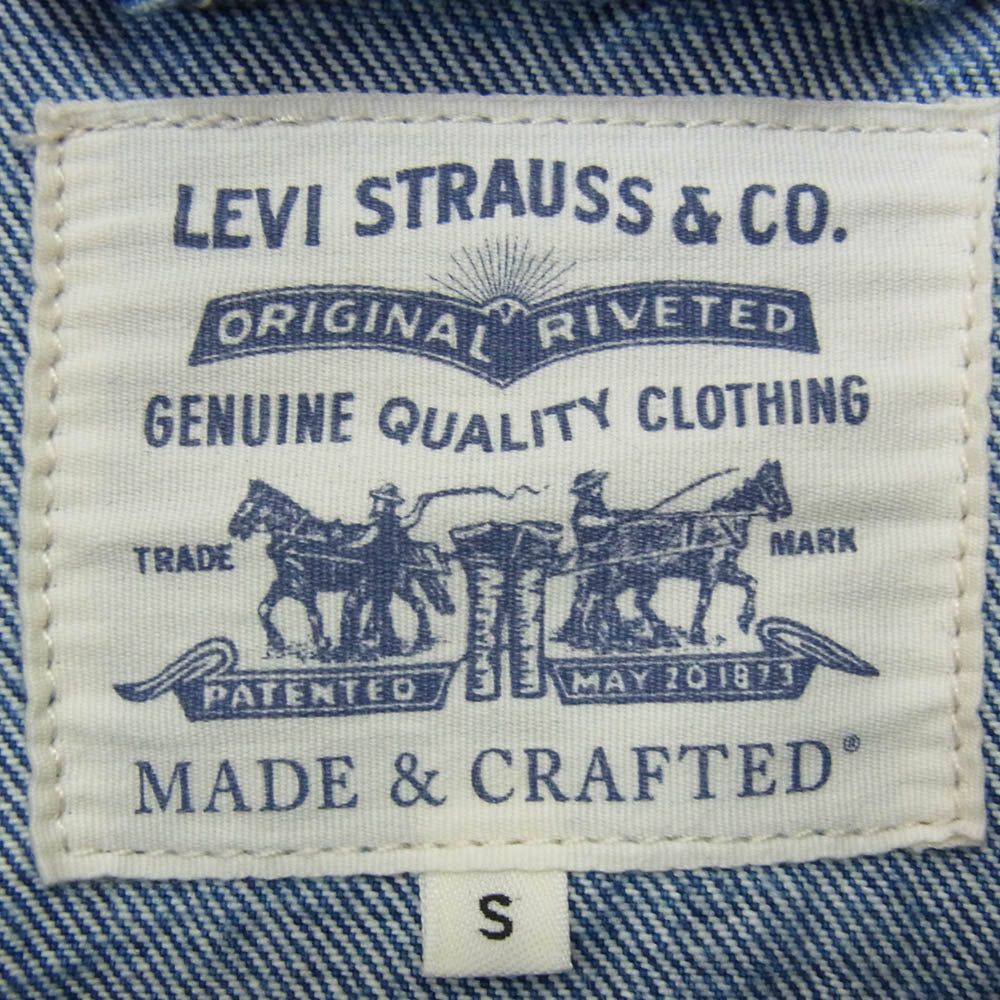 LEVI STRAUSS & CO.
ORIGINAL RIVETED
GENUINE QUALITY CLOTHING
TRADE MARK
PATENTED MAY 20 1873
MADE & CRAFTED®
S